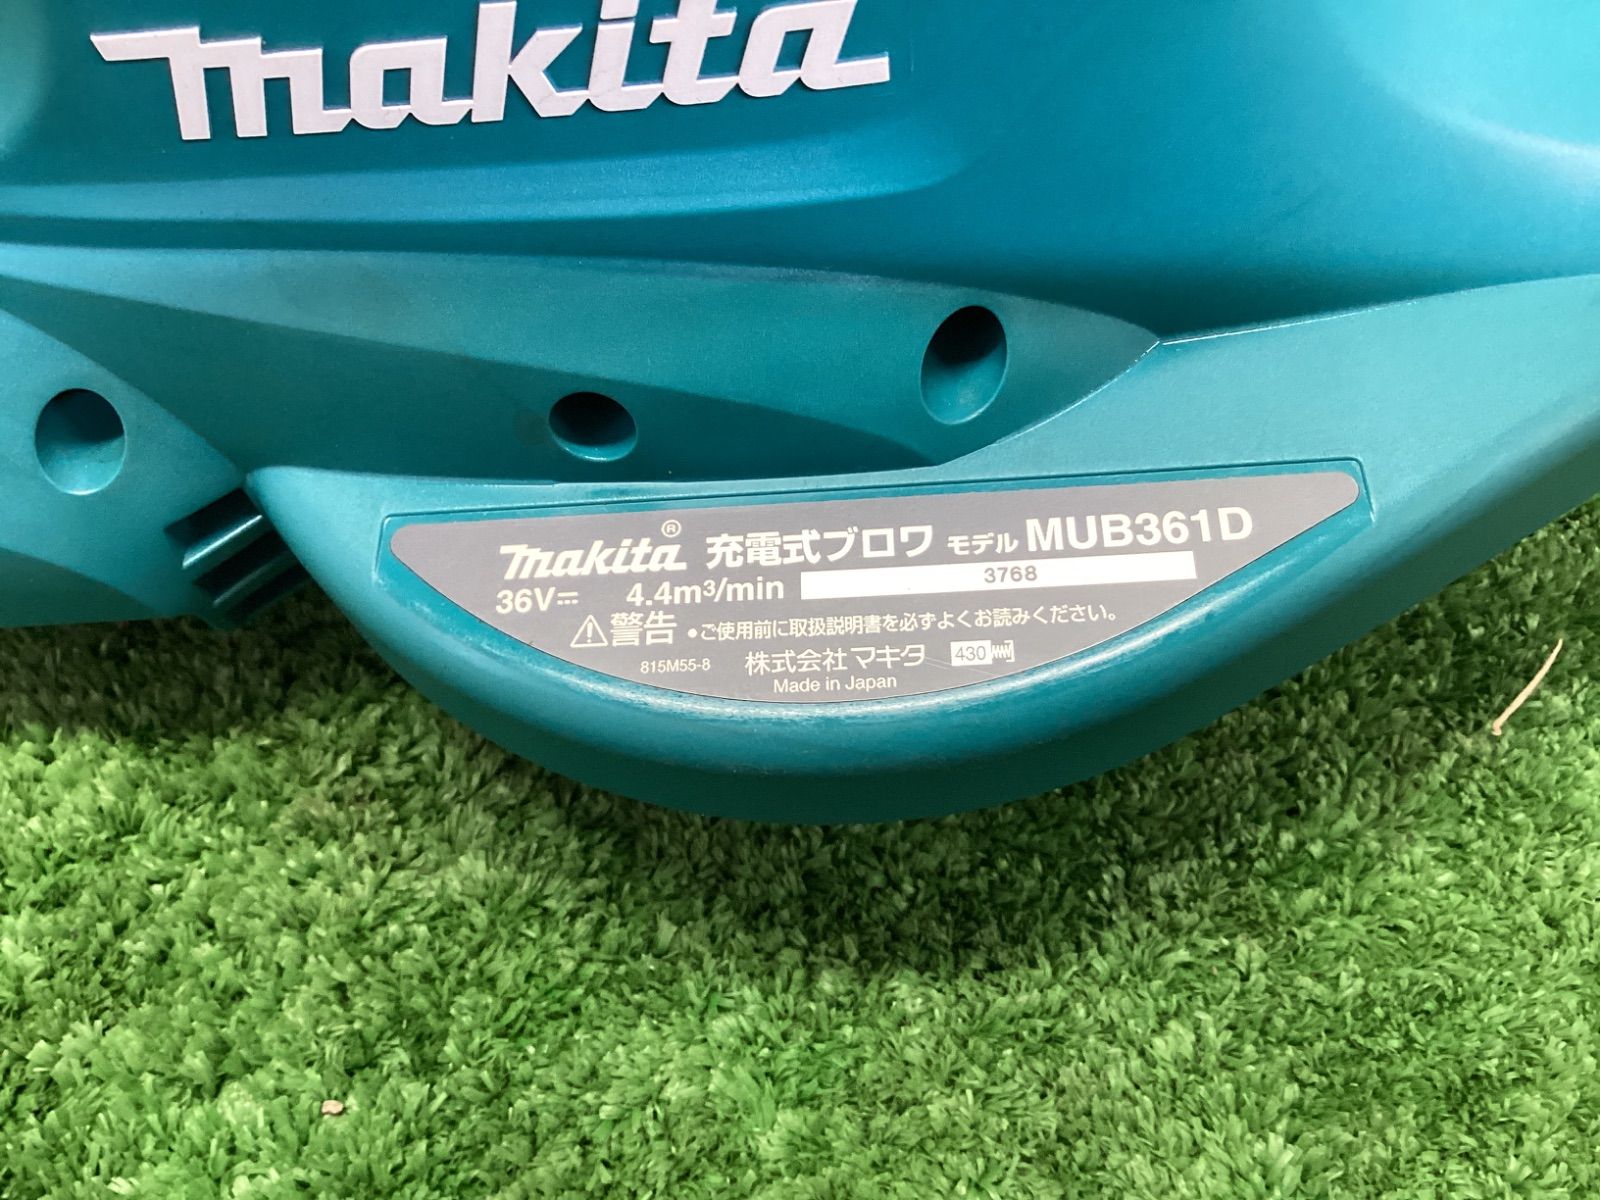 makita
makita® 充電式ブロワ モデル MUB361D
36V⎓ 4.4m³/min 3768
⚠警告 •ご使用前に取扱説明書を必ずよくお読みください。
815M55-8 株式会社マキタ 430
Made in Japan